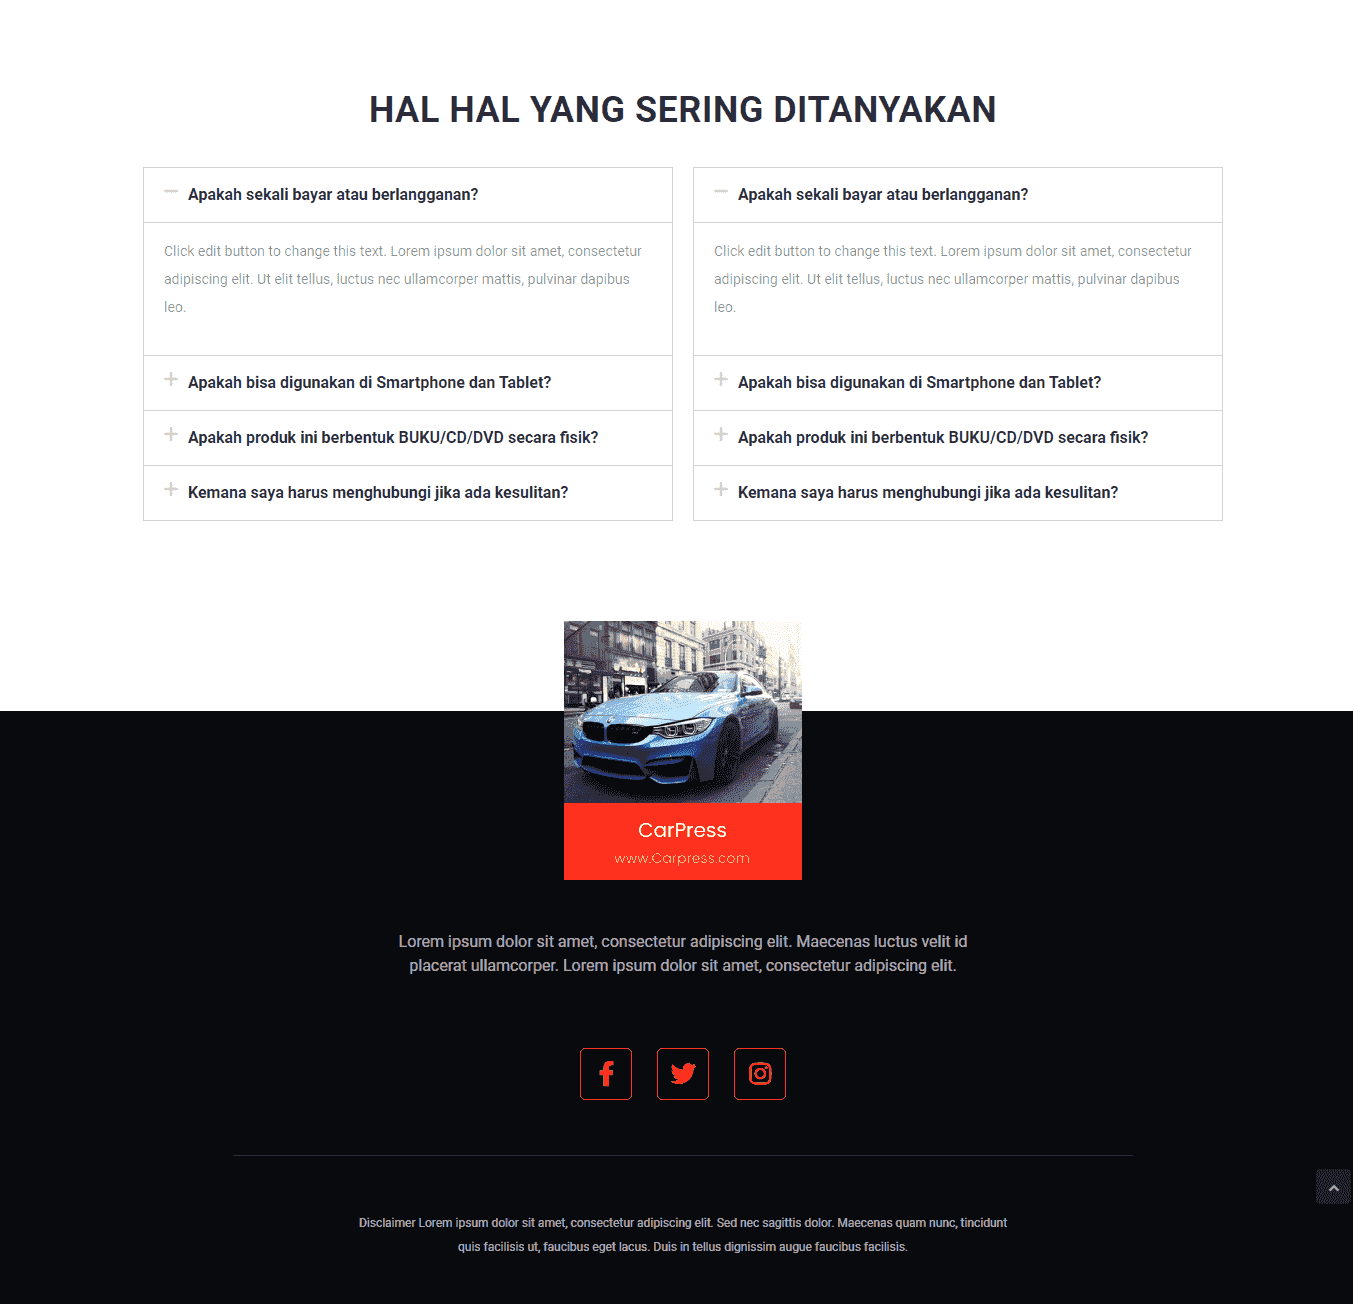 HAL HAL YANG SERING DITANYAKAN
Apakah sekali bayar atau berlangganan?
Click edit button to change this text. Lorem ipsum dolor sit amet, consectetur
adipiscing elit. Ut elit tellus, luctus nec ullamcorper mattis, pulvinar dapibus
leo.
Apakah bisa digunakan di Smartphone dan Tablet?
Apakah produk ini berbentuk BUKU/CD/DVD secara fisik?
Kemana saya harus menghubungi jika ada kesulitan?
Apakah sekali bayar atau berlangganan?
Click edit button to change this text. Lorem ipsum dolor sit amet, consectetur
adipiscing elit. Ut elit tellus, luctus nec ullamcorper mattis, pulvinar dapibus
leo.
Apakah bisa digunakan di Smartphone dan Tablet?
Apakah produk ini berbentuk BUKU/CD/DVD secara fisik?
Kemana saya harus menghubungi jika ada kesulitan?
CarPress
www.Carpress.com
Lorem ipsum dolor sit amet, consectetur adipiscing elit. Maecenas luctus velit id
placerat ullamcorper. Lorem ipsum dolor sit amet, consectetur adipiscing elit.
Disclaimer Lorem ipsum dolor sit amet, consectetur adipiscing elit. Sed nec sagittis dolor. Maecenas quam nunc, tincidunt
quis facilisis ut, faucibus eget lacus. Duis in tellus dignissim augue faucibus facilisis.